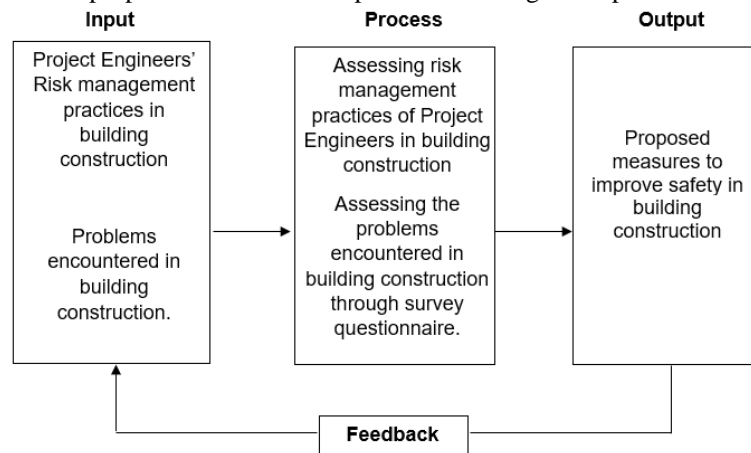 Input
Project Engineers'
Risk management
practices in
building
construction
Problems
encountered in
building
construction.
Process
Assessing risk
management
practices of Project
Engineers in building
construction
Assessing the
problems
encountered in
building construction
through survey
questionnaire.
Output
Proposed
measures to
improve safety in
building
construction
Feedback